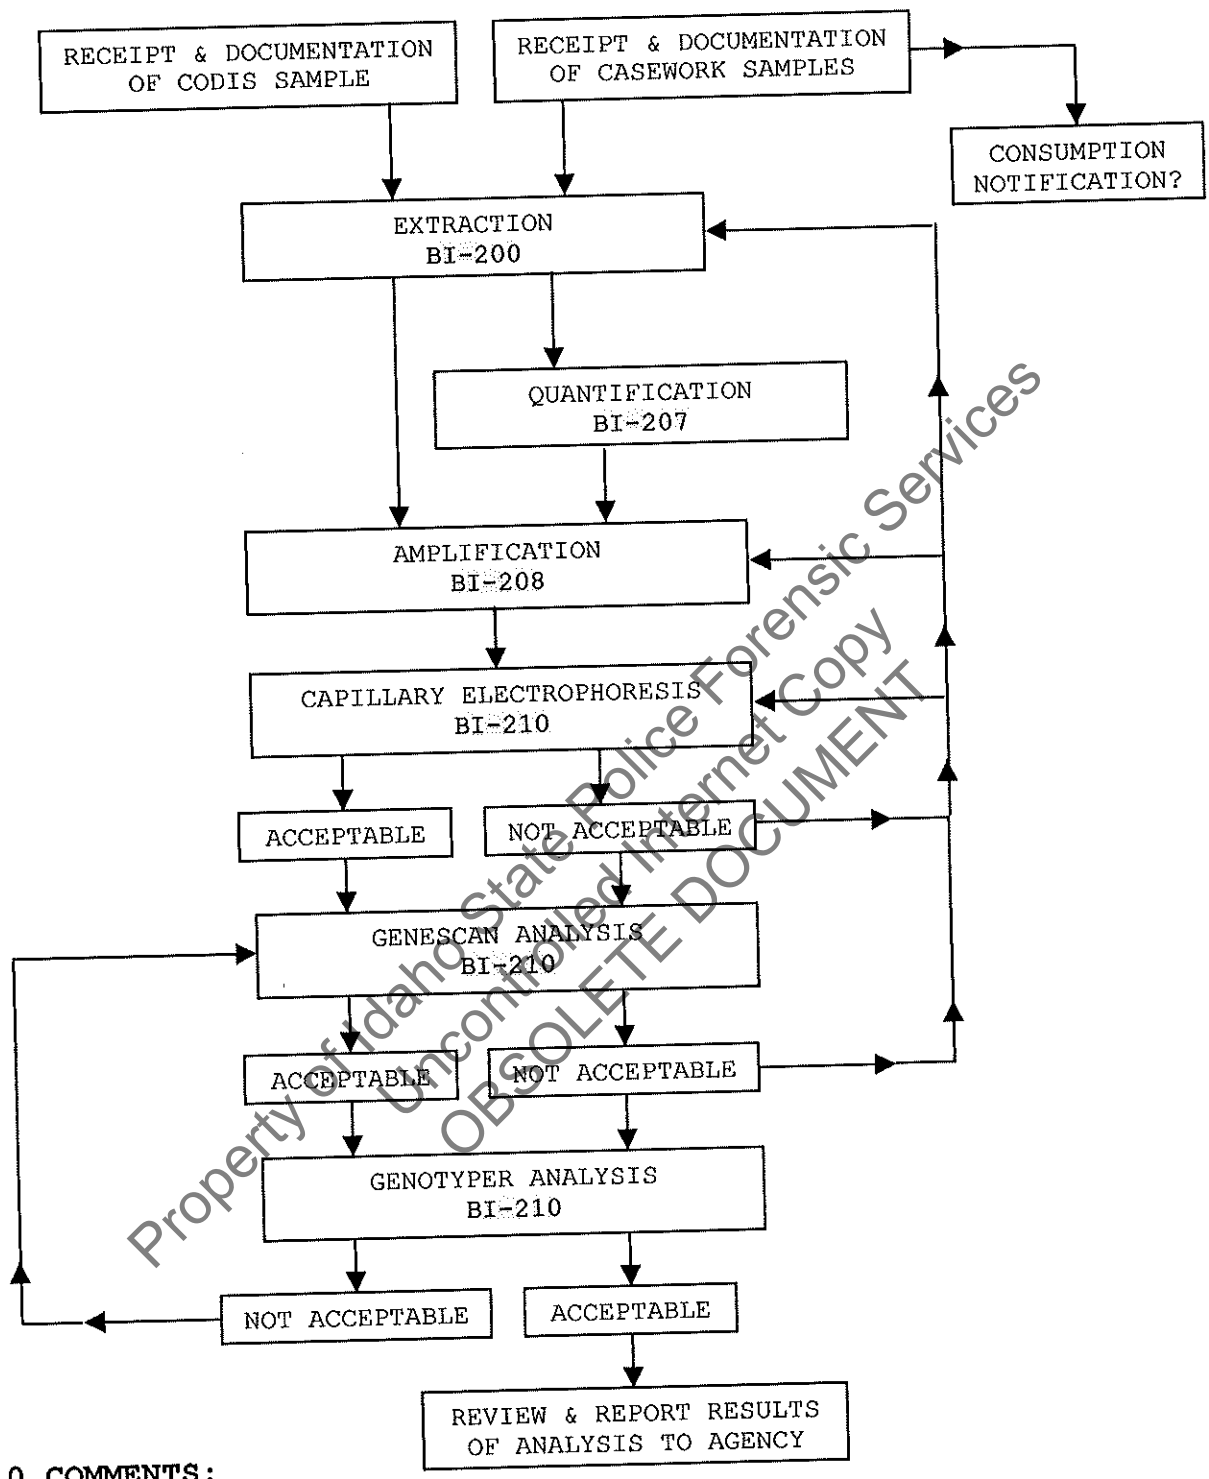 RECEIPT & DOCUMENTATION
OF CODIS SAMPLE
RECEIPT & DOCUMENTATION
OF CASEWORK SAMPLES
CONSUMPTION
NOTIFICATION?
EXTRACTION
BI-200
QUANTIFICATION
BI-207
AMPLIFICATION
BI-208
CAPILLARY ELECTROPHORESIS
BI-210
ACCEPTABLE
NOT ACCEPTABLE
GENESCAN ANALYSIS
BI-210
ACCEPTABLE
NOT ACCEPTABLE
GENOTYPER ANALYSIS
BI-210
NOT ACCEPTABLE
ACCEPTABLE
REVIEW & REPORT RESULTS
OF ANALYSIS TO AGENCY
0 COMMENTS:
Property of Idaho State Police Forensic Services
Uncontrolled Internet Copy
OBSOLETE DOCUMENT